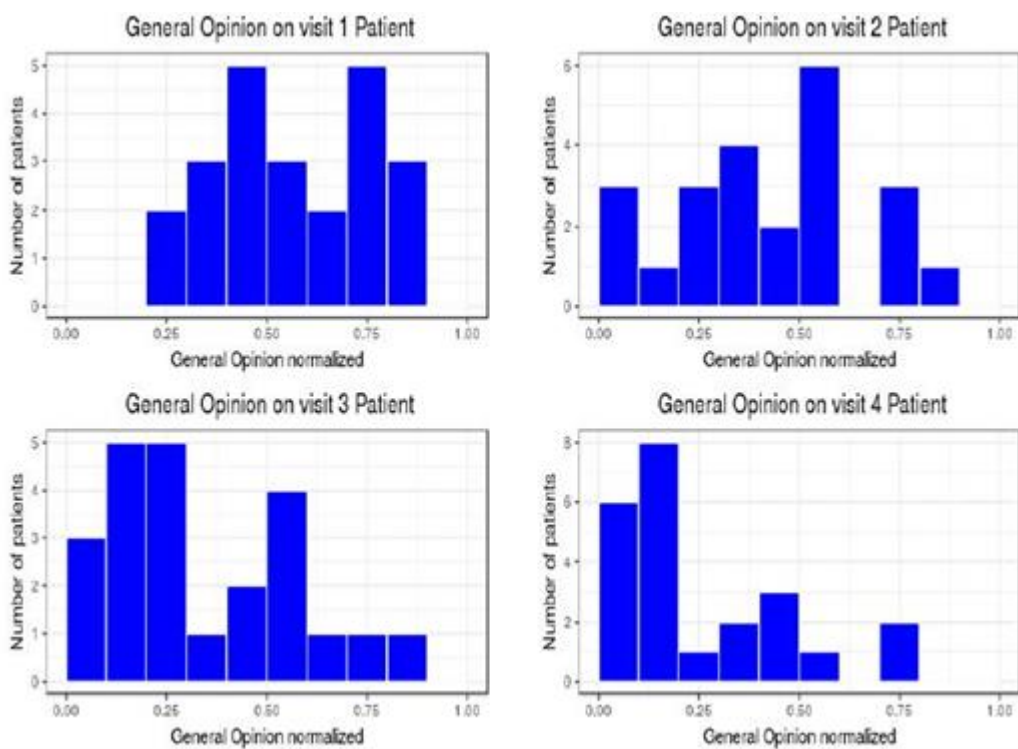 General Opinion on visit 1 Patient
Number of patients
5
4
3
2
1
0
0.00 0.25 0.50 0.75 1.00
General Opinion normalized
General Opinion on visit 2 Patient
Number of patients
6
4
2
0
0.00 0.25 0.50 0.75 1.00
General Opinion normalized
General Opinion on visit 3 Patient
Number of patients
5
4
3
2
1
0
0.00 0.25 0.50 0.75 1.00
General Opinion normalized
General Opinion on visit 4 Patient
Number of patients
8
6
4
2
0
0.00 0.25 0.50 0.75 1.00
General Opinion normalized